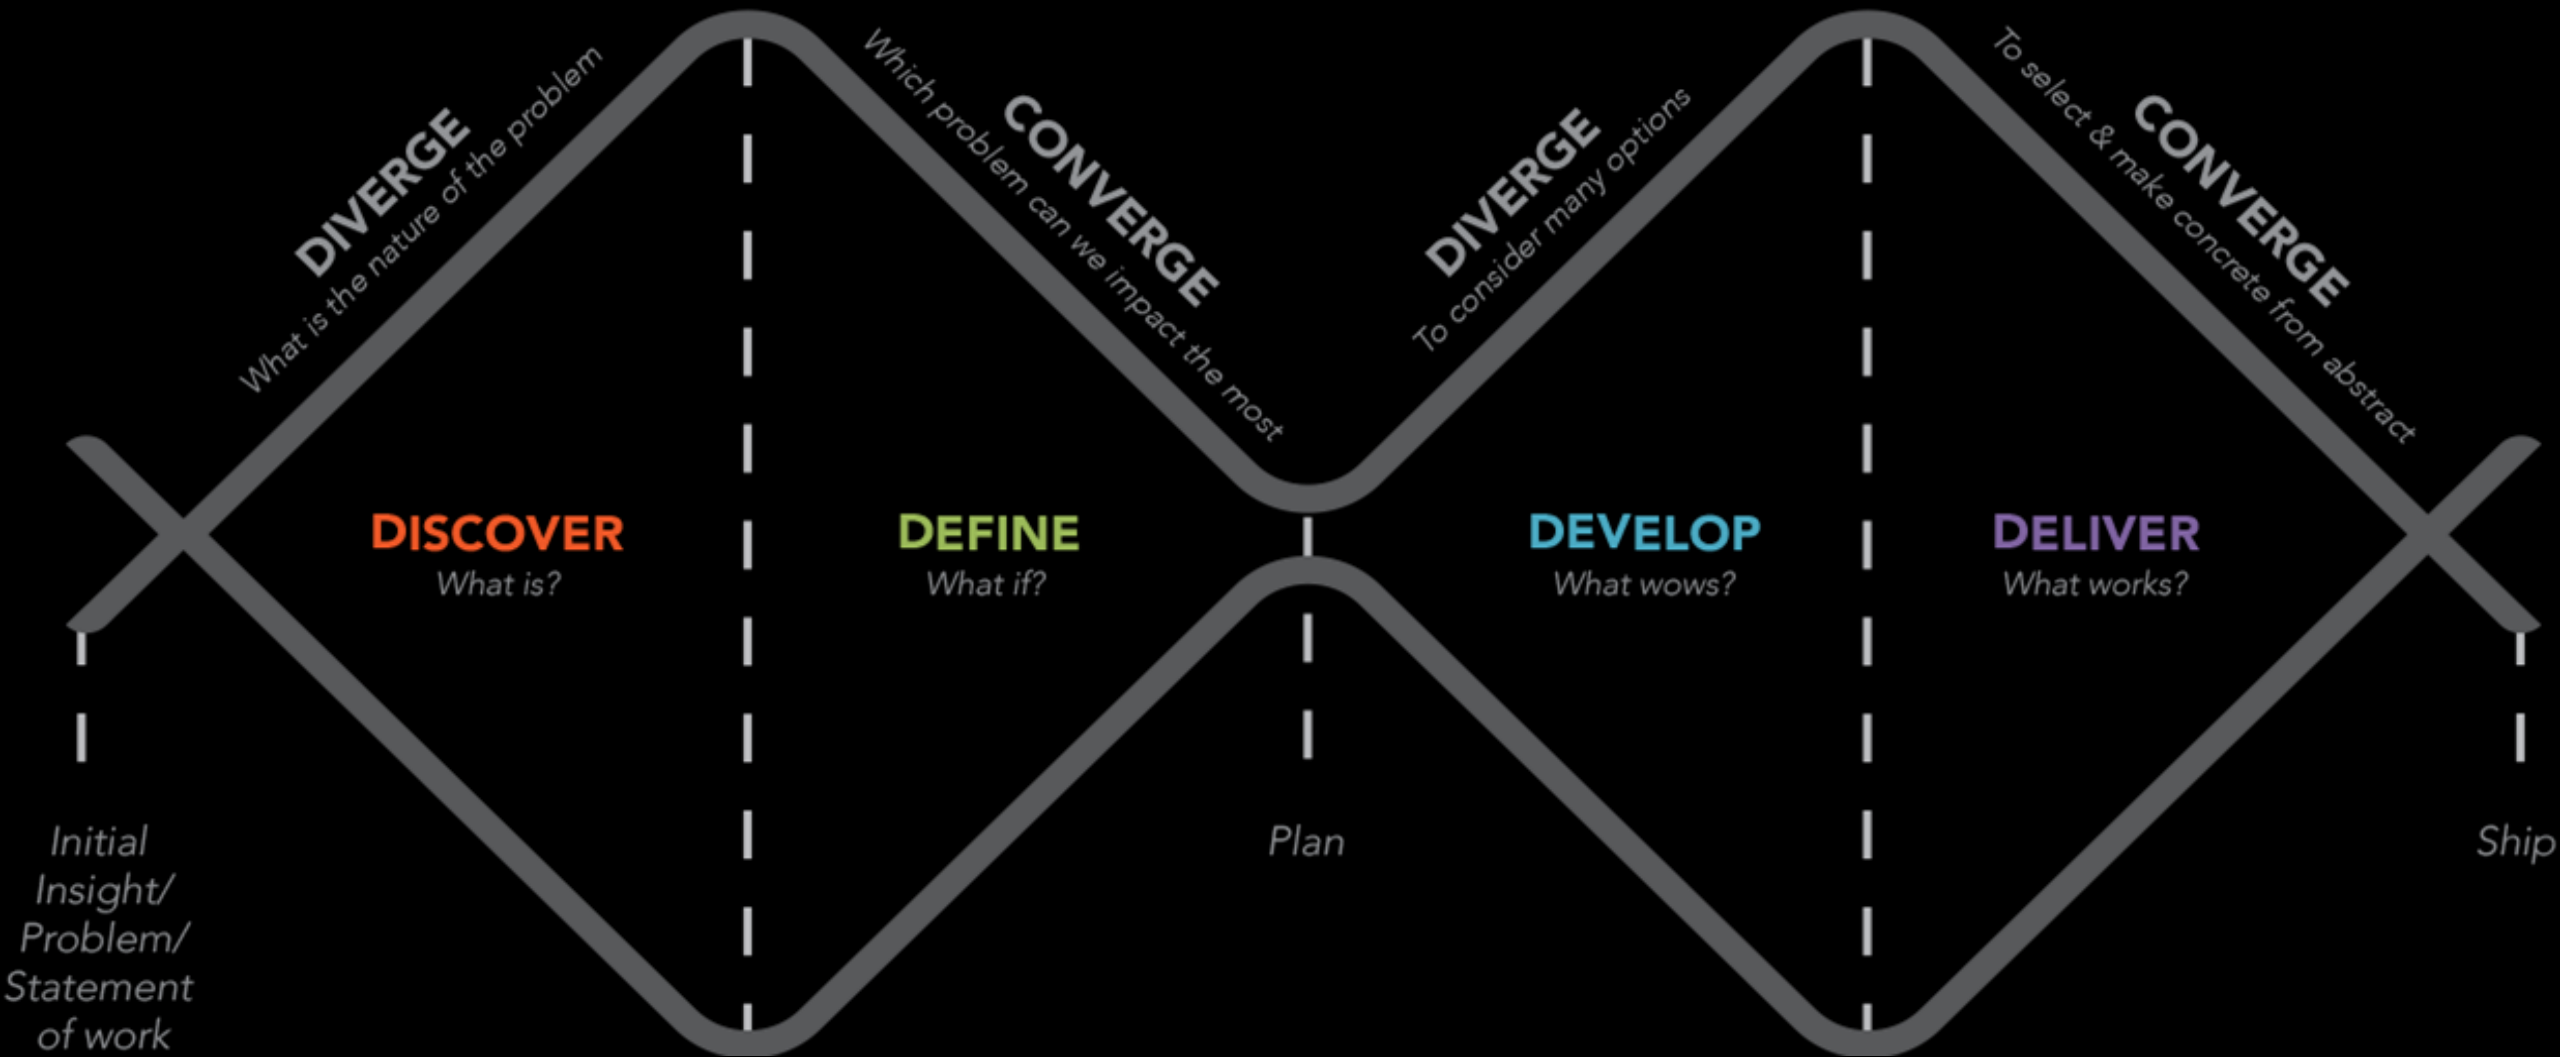 DIVERGE
What is the nature of the problem
CONVERGE
Which problem can we impact the most
DIVERGE
To consider many options
CONVERGE
To select & make concrete from abstract
DISCOVER
What is?
DEFINE
What if?
DEVELOP
What wows?
DELIVER
What works?
Initial
Insight/
Problem/
Statement
of work
Plan
Ship